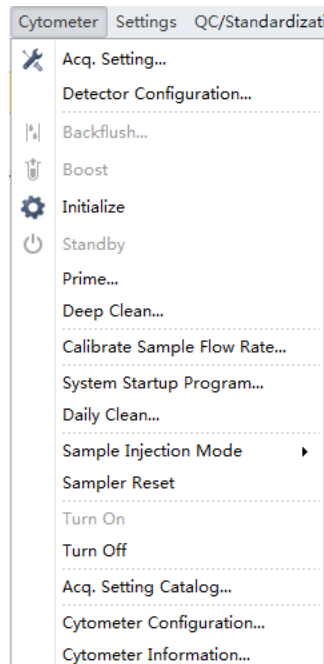 Cytometer Settings QC/Standardizati
Acq. Setting...
Detector Configuration...
Backflush...
Boost
Initialize
Standby
Prime...
Deep Clean...
Calibrate Sample Flow Rate...
System Startup Program...
Daily Clean...
Sample Injection Mode
Sampler Reset
Turn On
Turn Off
Acq. Setting Catalog...
Cytometer Configuration...
Cytometer Information...